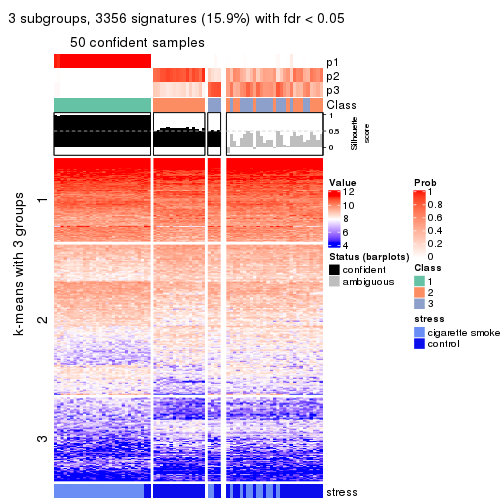 3 subgroups, 3356 signatures (15.9%) with fdr < 0.05
50 confident samples
p1
p2
p3
Class
1
0.5
0
Silhouette
score
k-means with 3 groups
1
2
3
stress
Value
12
10
8
6
4
Status (barplots)
confident
ambiguous
Prob
1
0.8
0.6
0.4
0.2
0
Class
1
2
3
stress
cigarette smoke
control